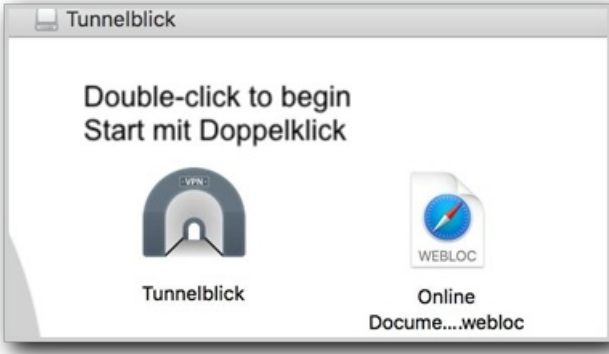 Tunnelblick
Double-click to begin
Start mit Doppelklick
VPN
WEBLOC
Tunnelblick
Online
Docume....webloc